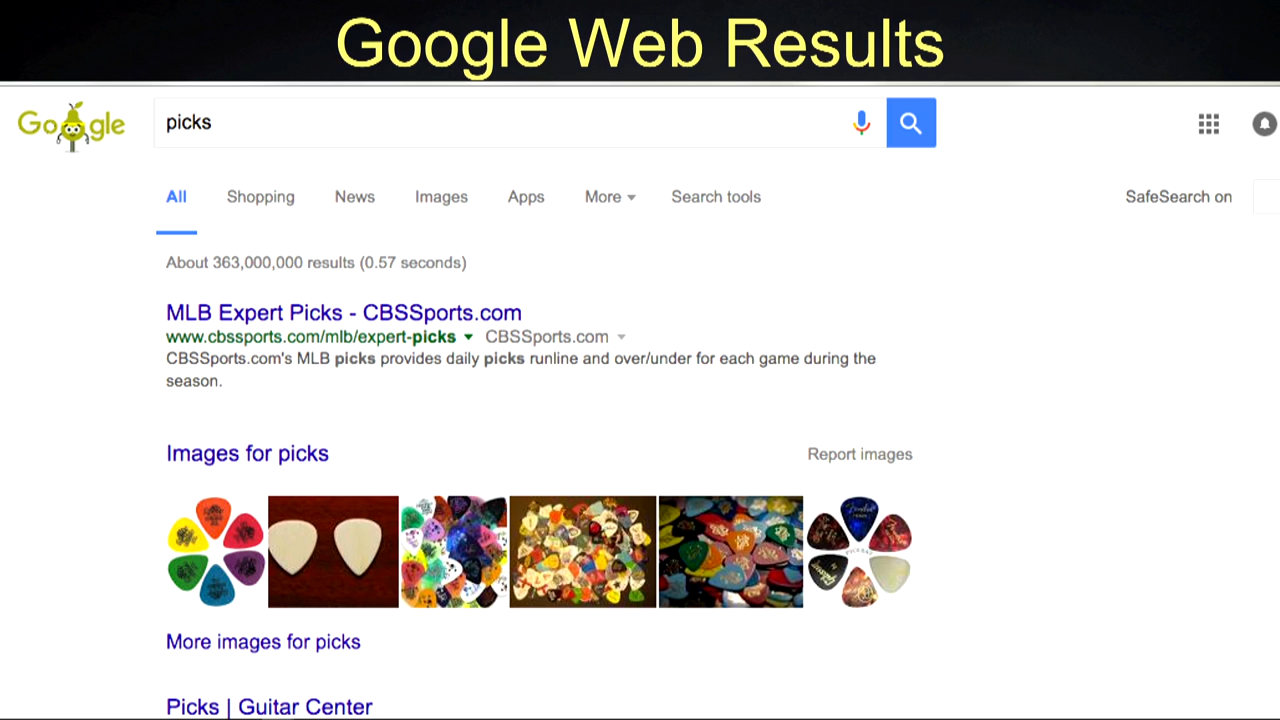 Google Web Results
Google
picks
All Shopping News Images Apps More Search tools SafeSearch on
About 363,000,000 results (0.57 seconds)
MLB Expert Picks - CBSSports.com
www.cbssports.com/mlb/expert-picks CBSSports.com
CBSSports.com's MLB picks provides daily picks runline and over/under for each game during the
season.
Images for picks Report images
More images for picks
Picks | Guitar Center